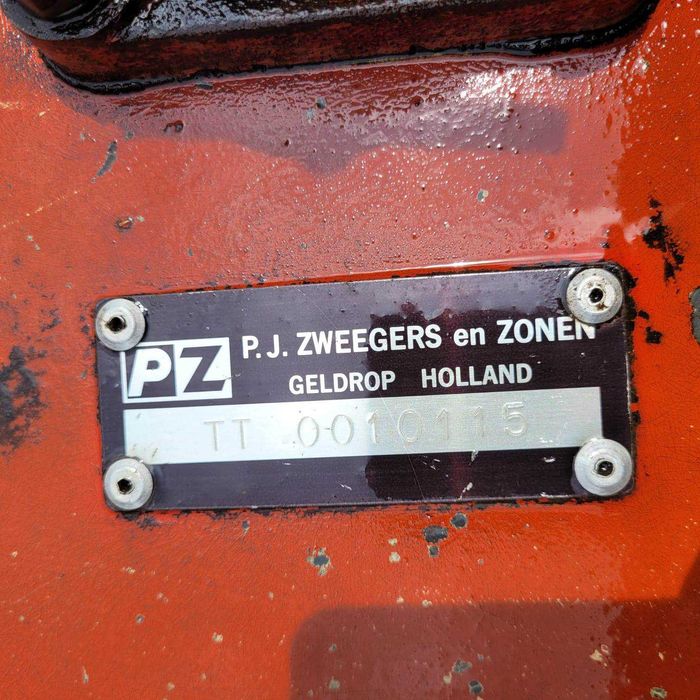 PZ
P.J. ZWEEGERS en ZONEN
GELDROP HOLLAND
TT 0010115